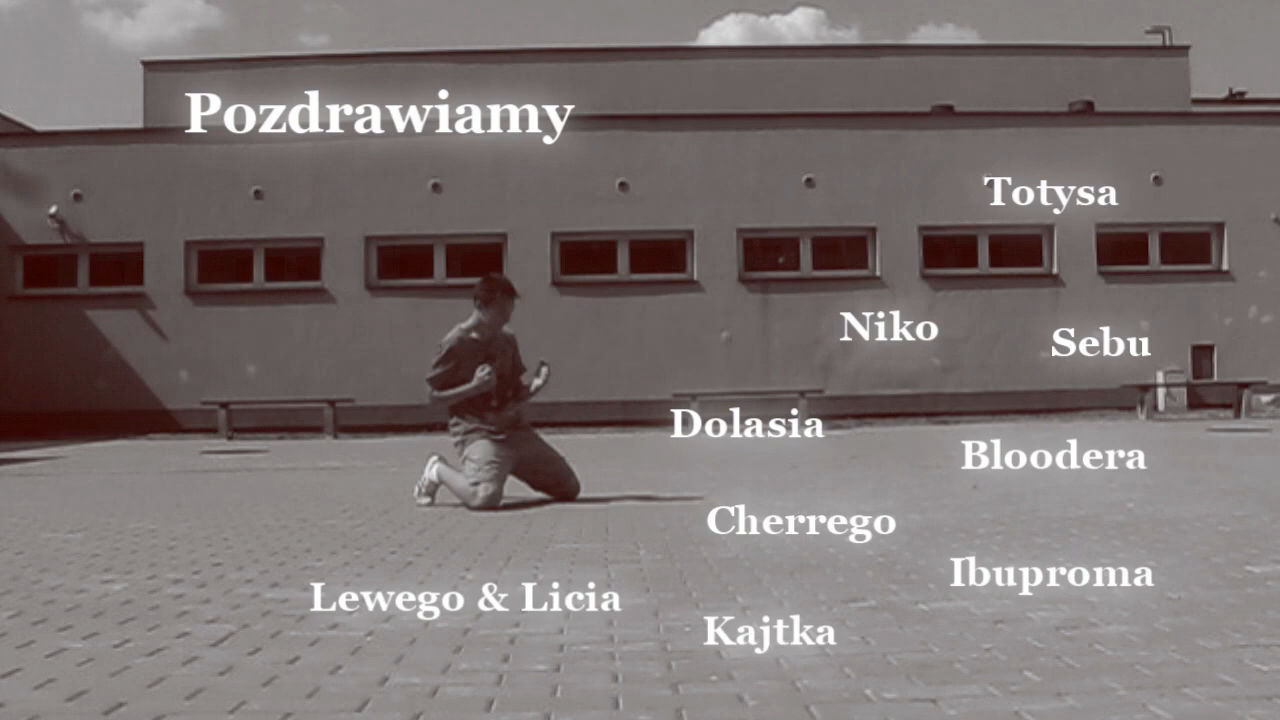 Pozdrawiamy
Totysa
Niko
Sebu
Dolasia
Bloodera
Cherrego
Ibuproma
Lewego & Licia
Kajtka